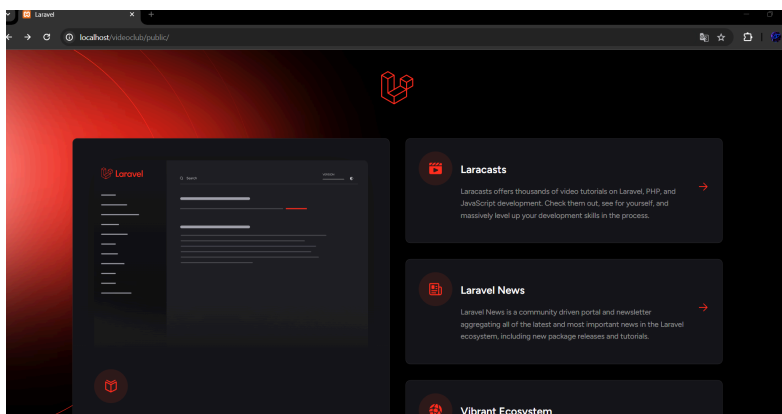 Laravel
localhost/videoclub/public/
Laravel
Search
Laracasts
Laracasts offers thousands of video tutorials on Laravel, PHP, and
JavaScript development. Check them out, see for yourself, and
massively level up your development skills in the process.
Laravel News
Laravel News is a community driven portal and newsletter
aggregating all of the latest and most important news in the Laravel
ecosystem, including new package releases and tutorials.
Vibrant Ecosystem